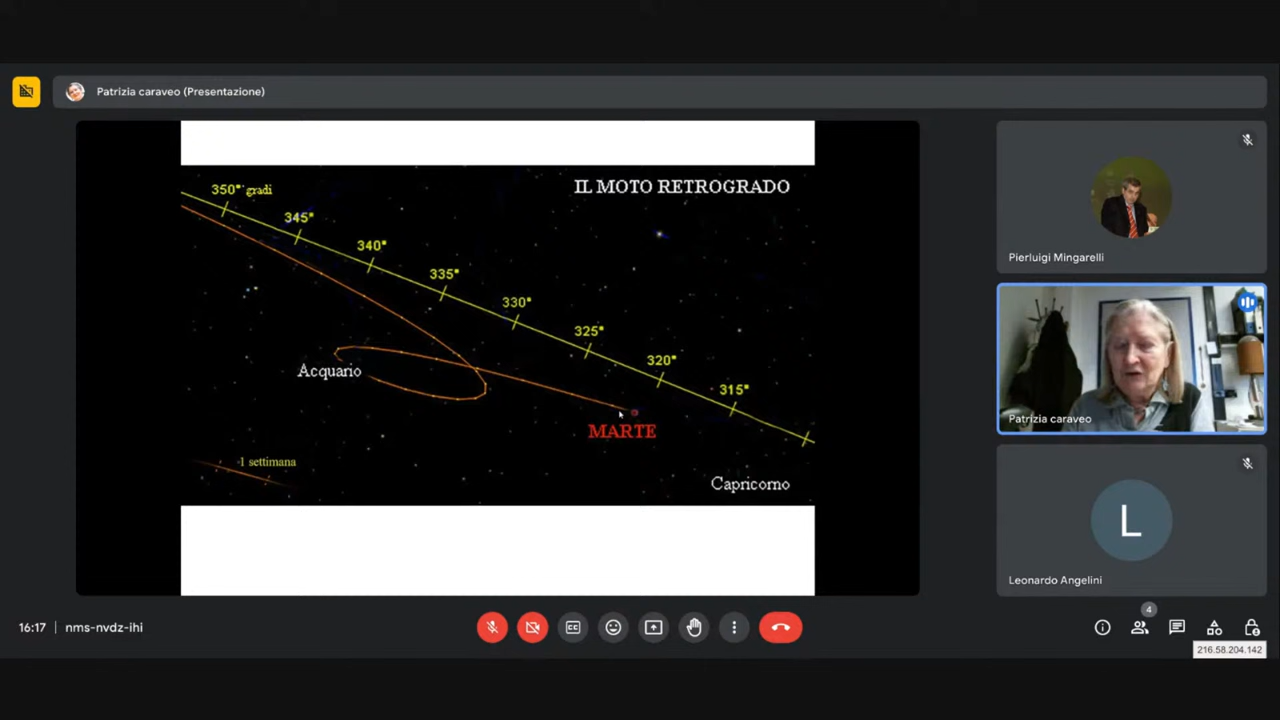 Patrizia caraveo (Presentazione)
IL MOTO RETROGRADO
350° gradi
345°
340°
335°
330°
325°
320°
315°
Acquario
MARTE
1 settimana
Capricorno
Pierluigi Mingarelli
Patrizia caraveo
L
Leonardo Angelini
16:17
nms-nvdz-ihi
CC
4
216.58.204.142